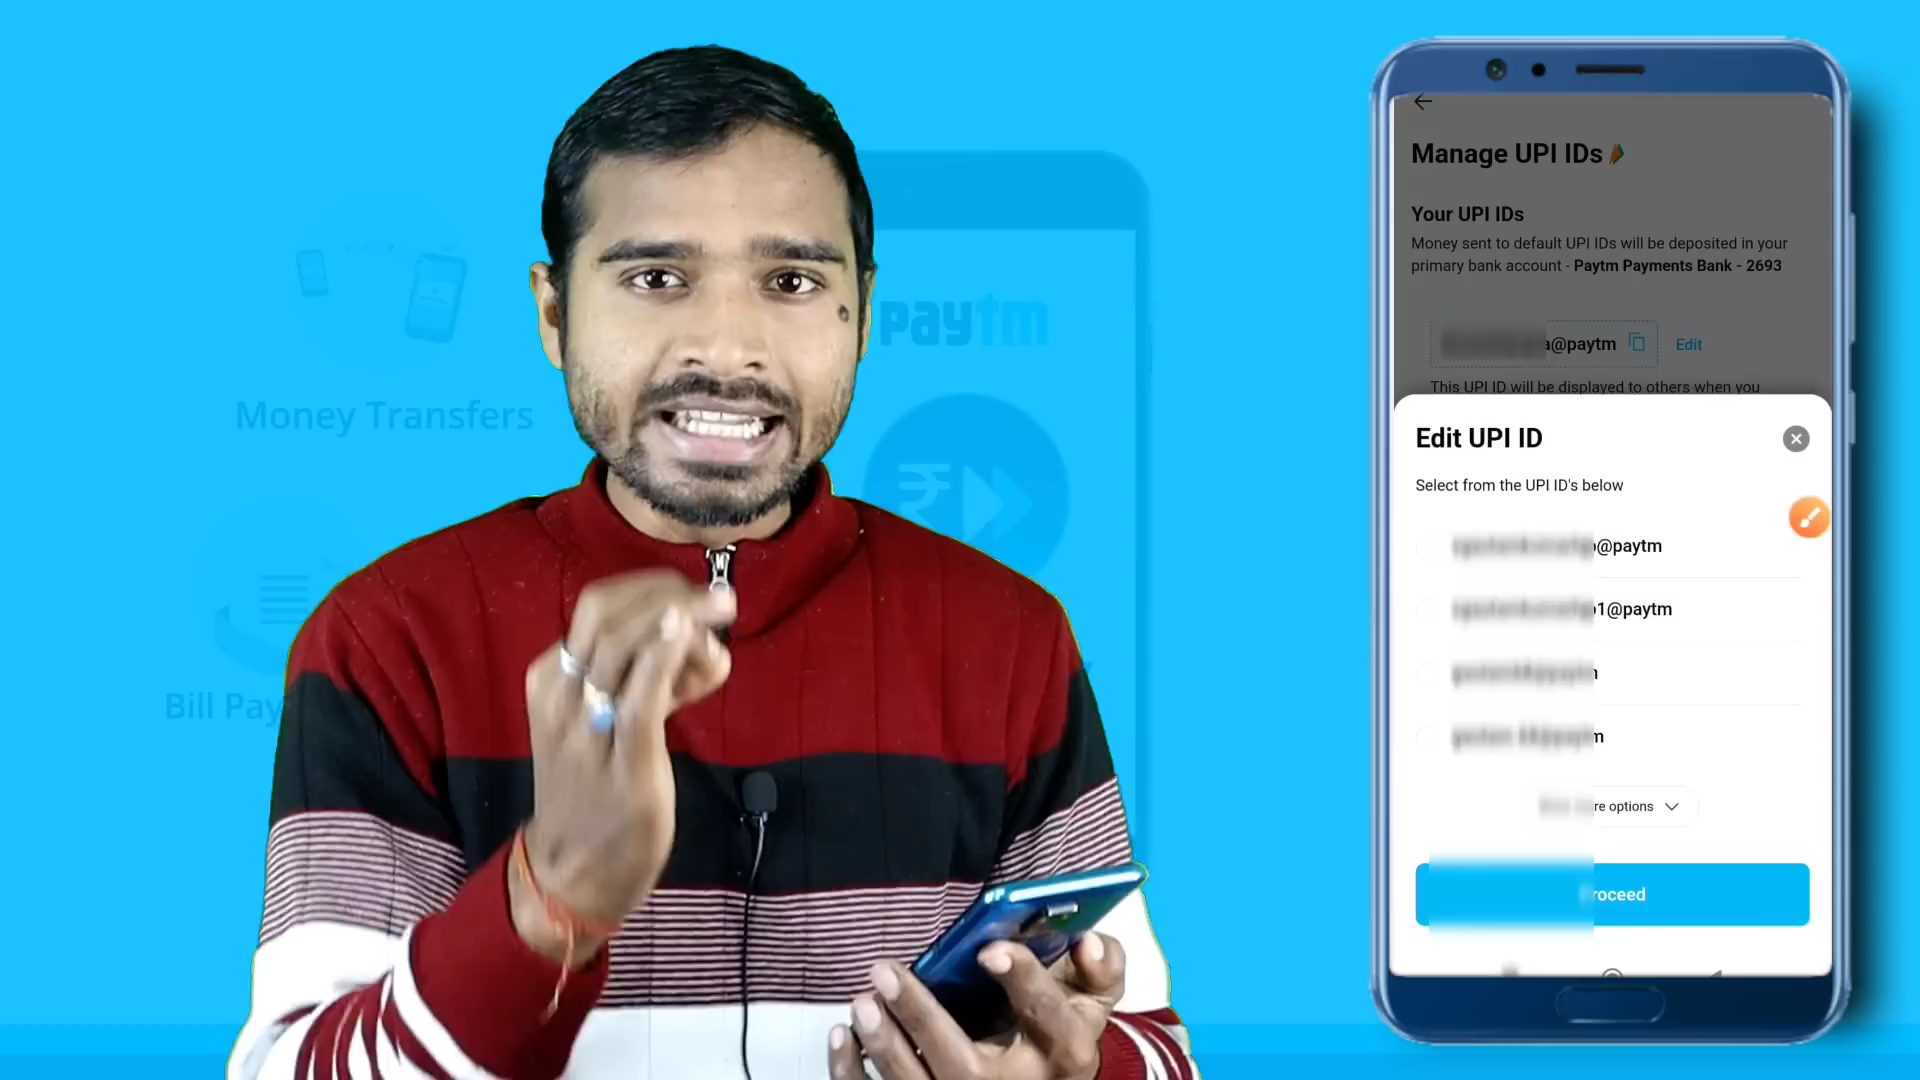 paytm
Money Transfers
Bill Pay
Manage UPI IDs
Your UPI IDs
Money sent to default UPI IDs will be deposited in your
primary bank account - Paytm Payments Bank - 2693
a@paytm
Edit
This UPI ID will be displayed to others when you
Edit UPI ID
Select from the UPI ID's below
@paytm
1@paytm
re options
roceed